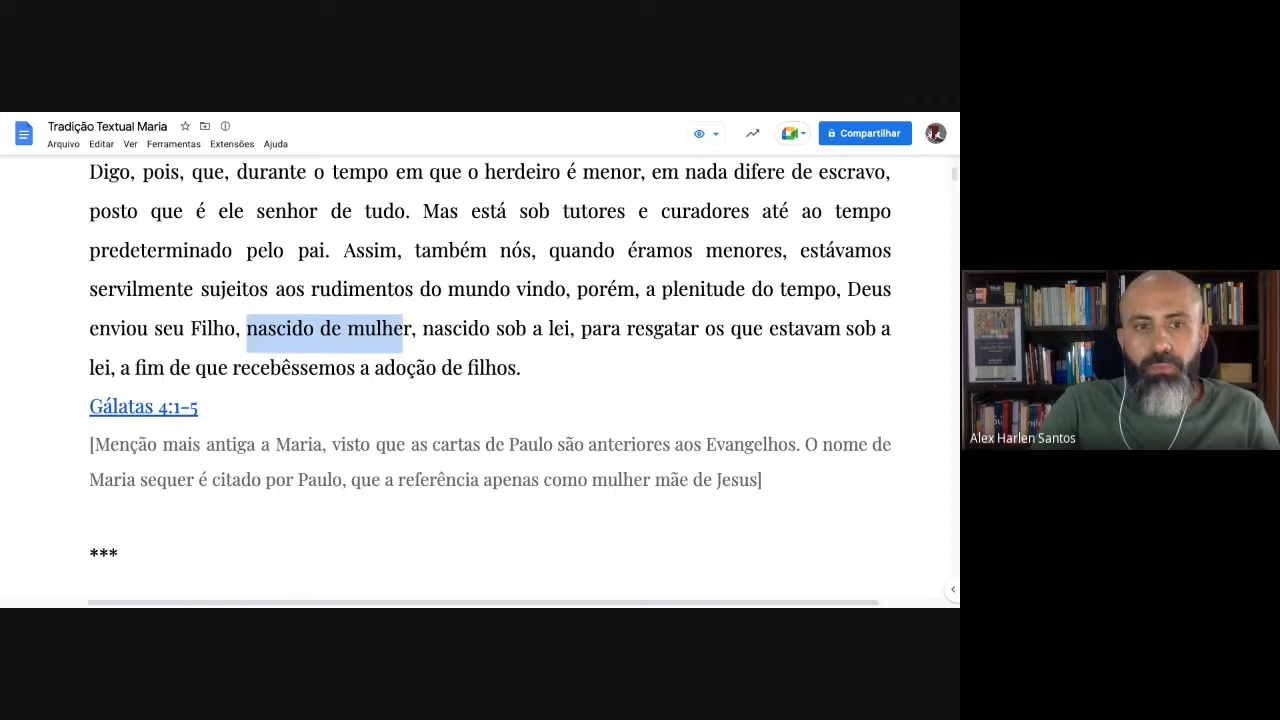 Tradição Textual Maria
Arquivo Editar Ver Ferramentas Extensões Ajuda
Compartilhar
Digo, pois, que, durante o tempo em que o herdeiro é menor, em nada difere de escravo,
posto que é ele senhor de tudo. Mas está sob tutores e curadores até ao tempo
predeterminado pelo pai. Assim, também nós, quando éramos menores, estávamos
servilmente sujeitos aos rudimentos do mundo vindo, porém, a plenitude do tempo, Deus
enviou seu Filho, nascido de mulher, nascido sob a lei, para resgatar os que estavam sob a
lei, a fim de que recebêssemos a adoção de filhos.
Gálatas 4:1-5
[Menção mais antiga a Maria, visto que as cartas de Paulo são anteriores aos Evangelhos. O nome de
Maria sequer é citado por Paulo, que a referência apenas como mulher mãe de Jesus]
***
Alex Harlen Santos